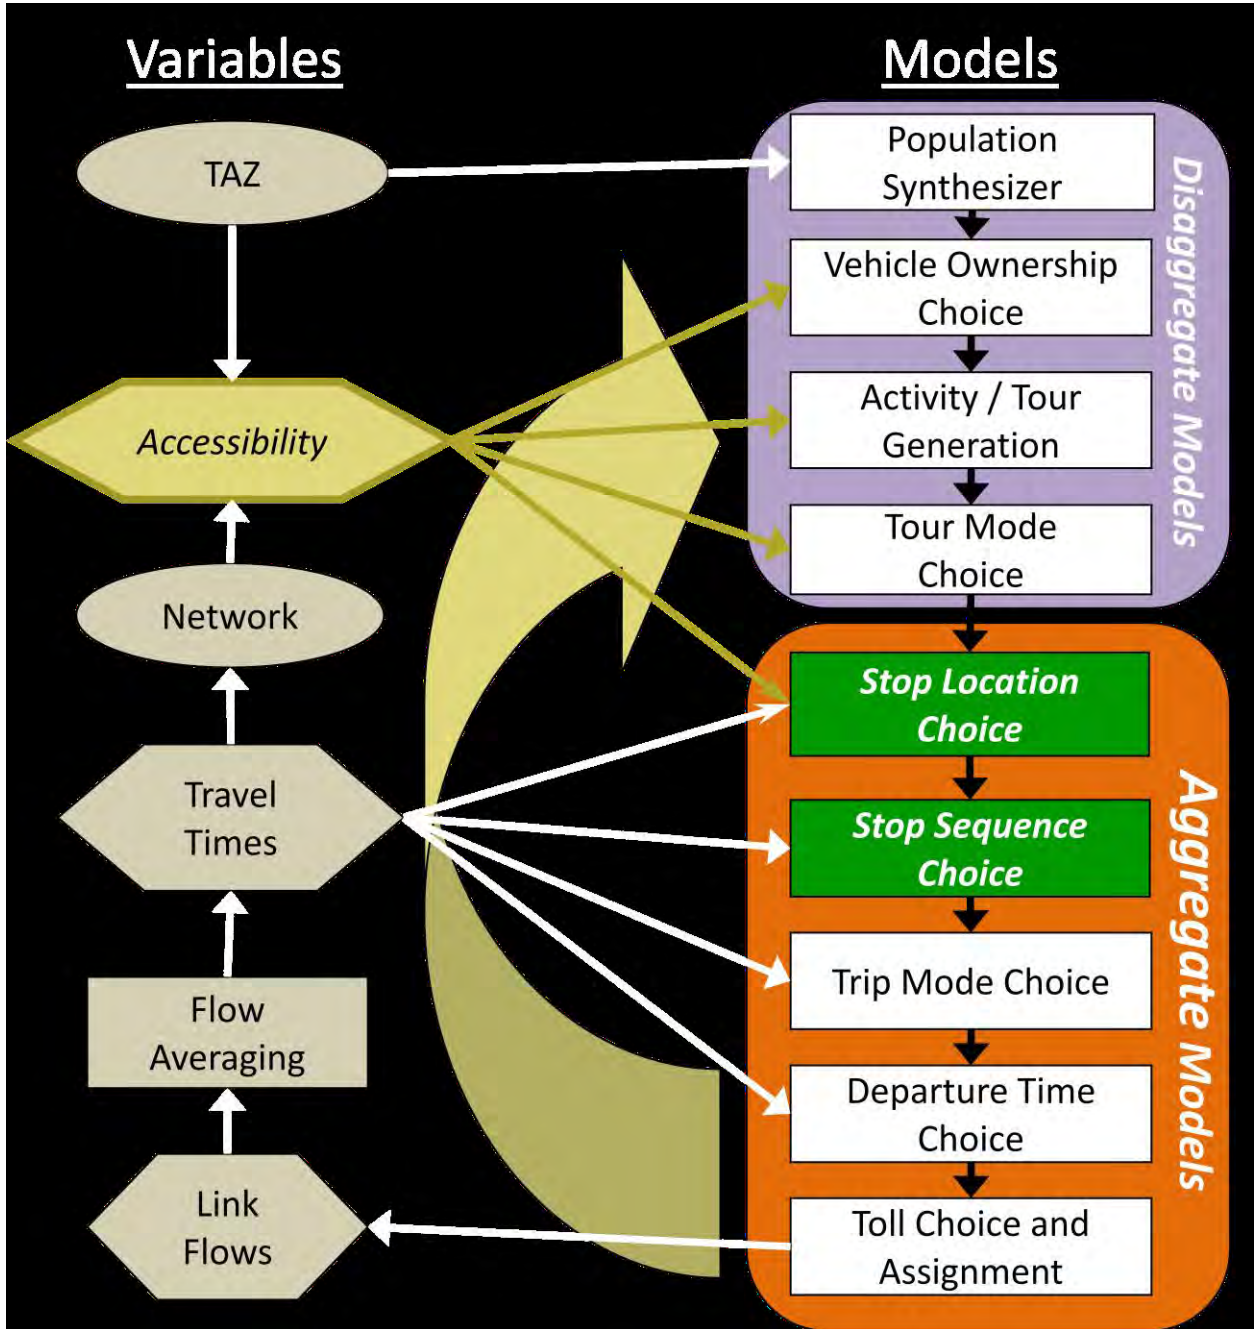 Variables
TAZ
Accessibility
Network
Travel
Times
Flow
Averaging
Link
Flows
Models
Disaggregate Models
Population
Synthesizer
Vehicle Ownership
Choice
Activity / Tour
Generation
Tour Mode
Choice
Aggregate Models
Stop Location
Choice
Stop Sequence
Choice
Trip Mode Choice
Departure Time
Choice
Toll Choice and
Assignment